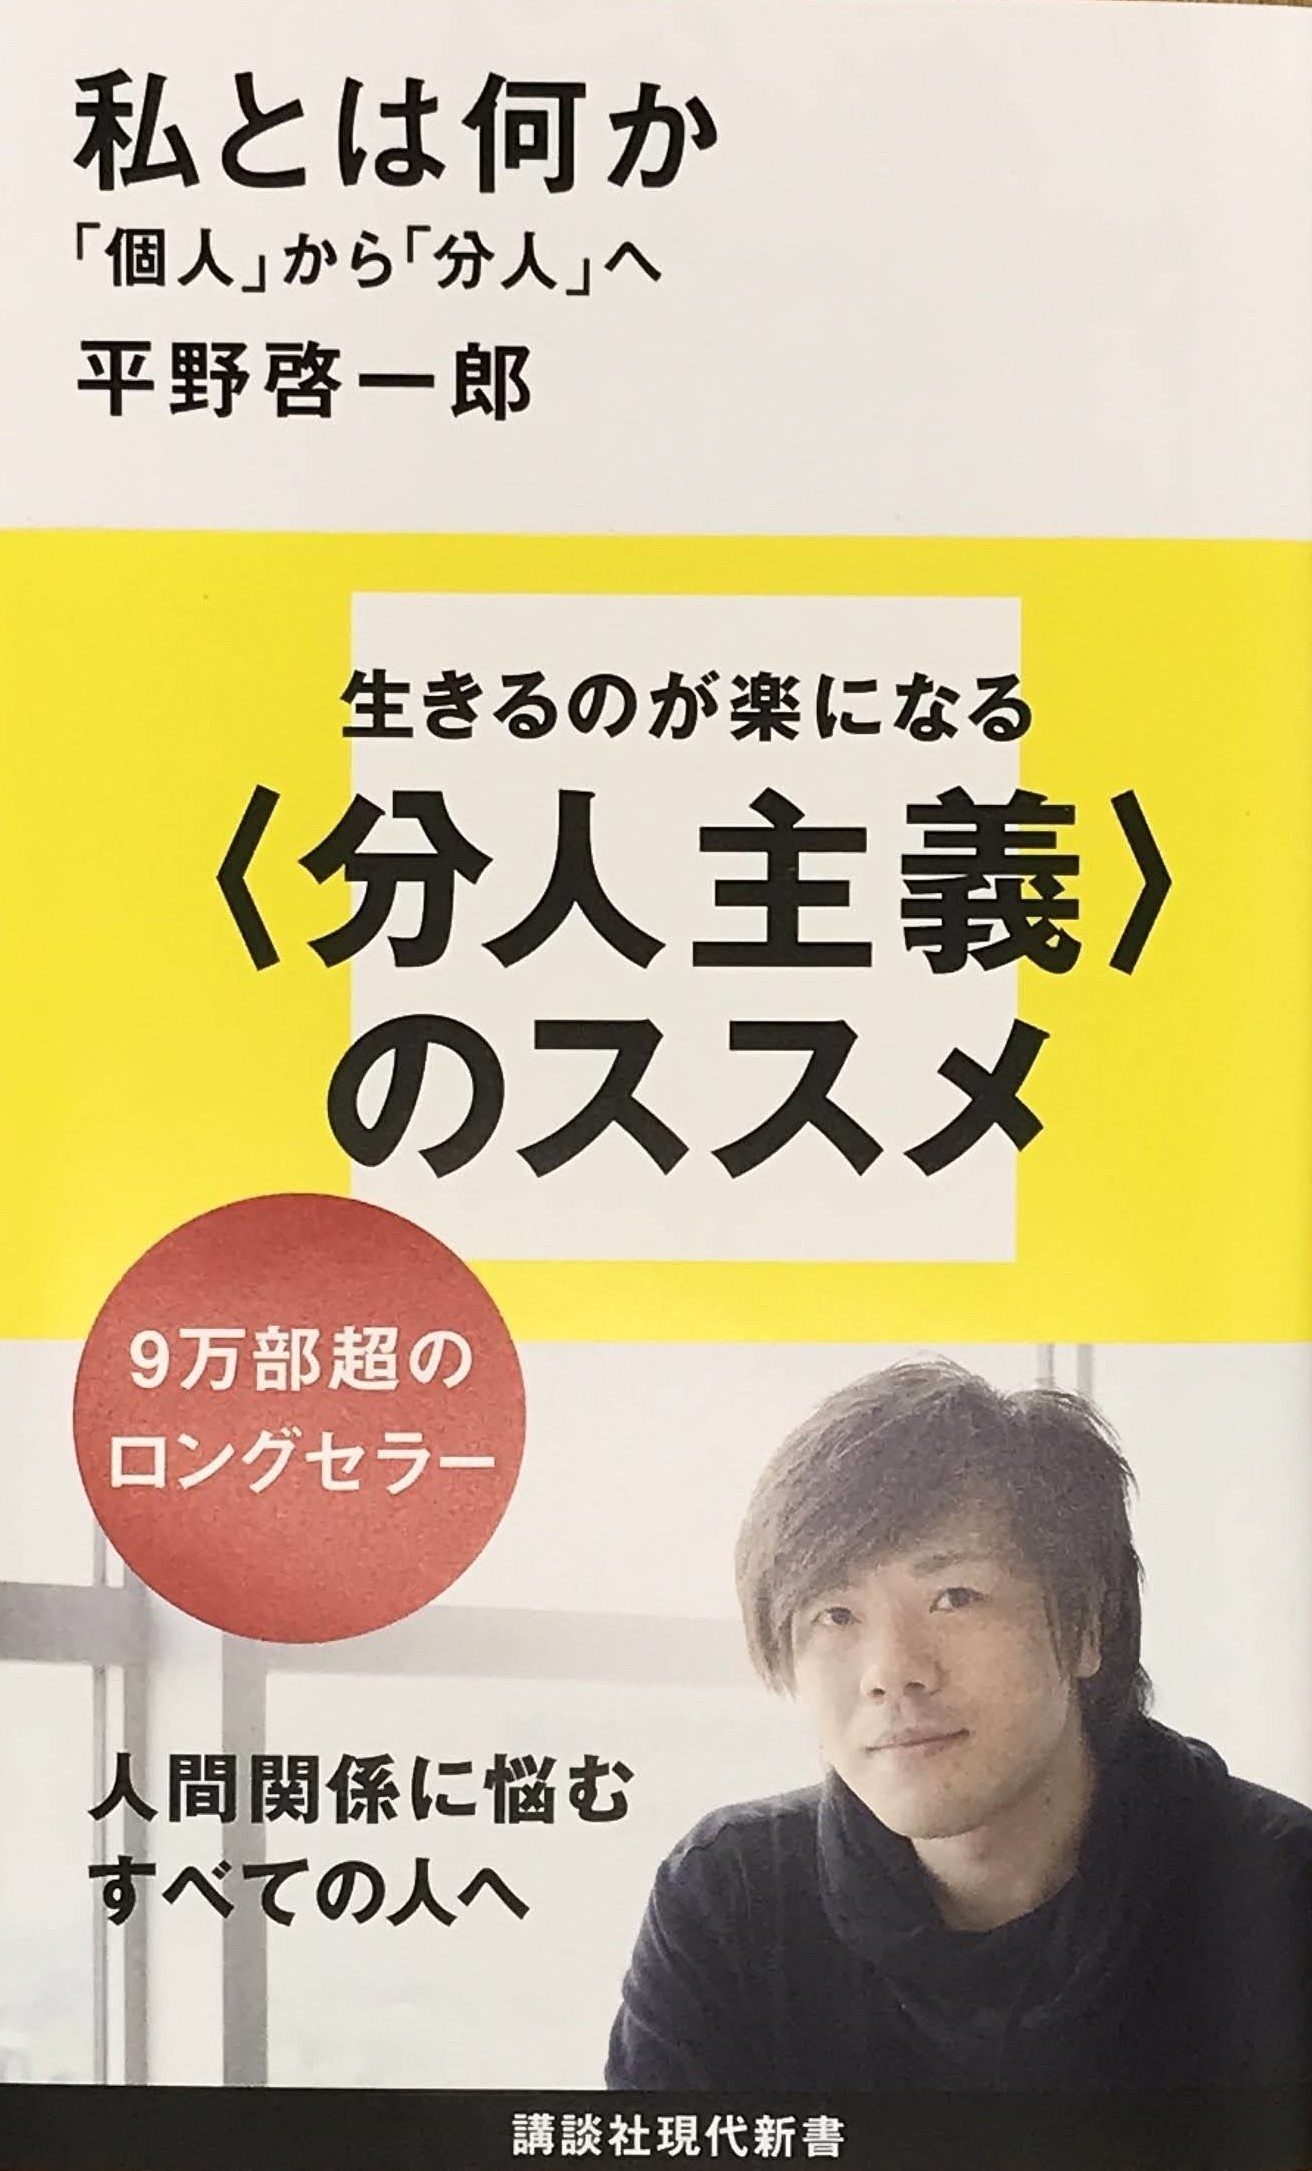 私とは何か
「個人」から「分人」へ
平野啓一郎
生きるのが楽になる
〈分人主義〉
のススメ
9万部超の
ロングセラー
人間関係に悩む
すべての人へ
講談社現代新書